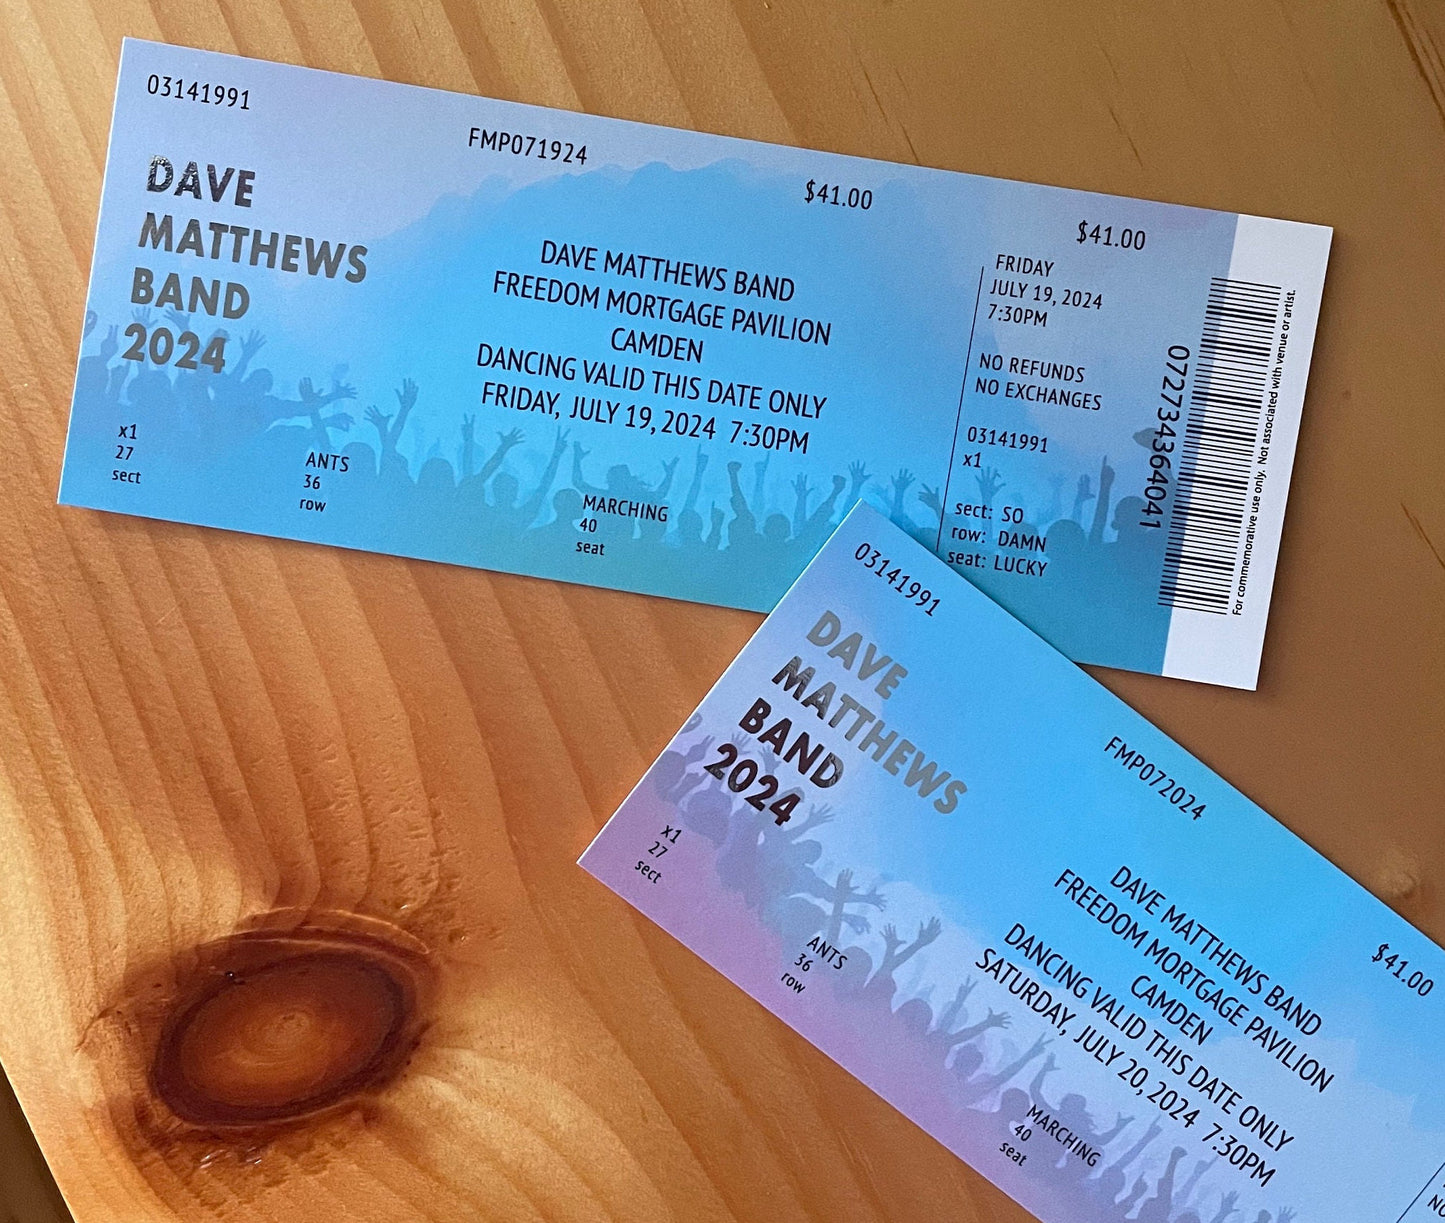 03141991
FMP071924
$41.00
$41.00
DAVE
MATTHEWS
BAND
2024
DAVE MATTHEWS BAND
FREEDOM MORTGAGE PAVILION
CAMDEN
DANCING VALID THIS DATE ONLY
FRIDAY, JULY 19, 2024 7:30PM
x1
27
sect
ANTS
36
row
MARCHING
40
seat
FRIDAY
JULY 19, 2024
7:30PM
NO REFUNDS
NO EXCHANGES
03141991
x1
sect: SO
row: DAMN
seat: LUCKY
072734364041
For commemorative use only. Not associated with venue or artist.
03141991
FMP072024
$41.00
DAVE
MATTHEWS
BAND
2024
DAVE MATTHEWS BAND
FREEDOM MORTGAGE PAVILION
CAMDEN
DANCING VALID THIS DATE ONLY
SATURDAY, JULY 20, 2024 7:30PM
x1
27
sect
ANTS
36
row
MARCHING
40
seat